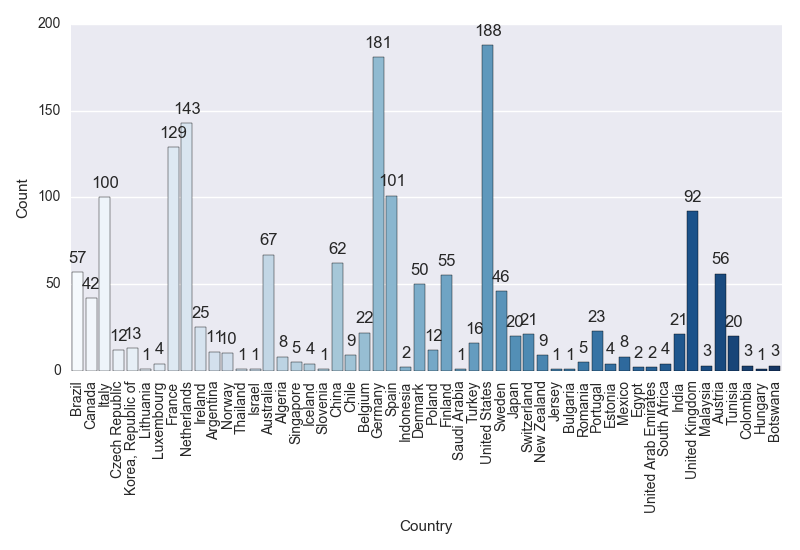 200
150
100
50
0
Count
57
42
100
12
13
1
4
129
143
25
11
10
1
1
67
8
5
4
1
62
9
22
181
101
2
50
12
55
1
16
188
46
20
21
9
1
1
5
23
4
8
2
2
4
21
92
3
56
20
3
1
3
Brazil
Canada
Italy
Czech Republic
Korea, Republic of
Lithuania
Luxembourg
France
Netherlands
Ireland
Argentina
Norway
Thailand
Israel
Australia
Algeria
Singapore
Iceland
Slovenia
China
Chile
Belgium
Germany
Spain
Indonesia
Denmark
Poland
Finland
Saudi Arabia
Turkey
United States
Sweden
Japan
Switzerland
New Zealand
Jersey
Bulgaria
Romania
Portugal
Estonia
Mexico
Egypt
United Arab Emirates
South Africa
India
United Kingdom
Malaysia
Austria
Tunisia
Colombia
Hungary
Botswana
Country